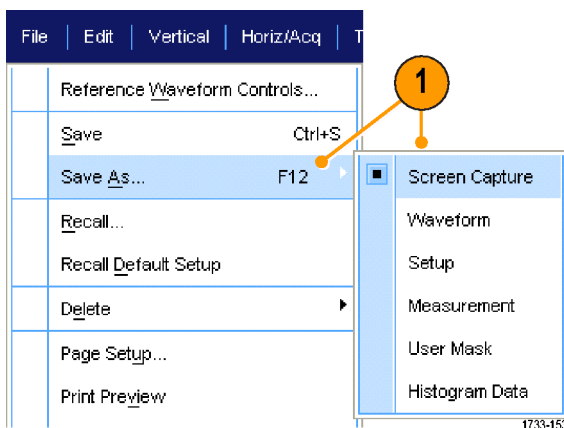 File | Edit | Vertical | Horiz/Acq |
1
Reference Waveform Controls...
Save Ctrl+S
Save As... F12
Recall...
Recall Default Setup
Delete
Page Setup...
Print Preview
Screen Capture
Waveform
Setup
Measurement
User Mask
Histogram Data